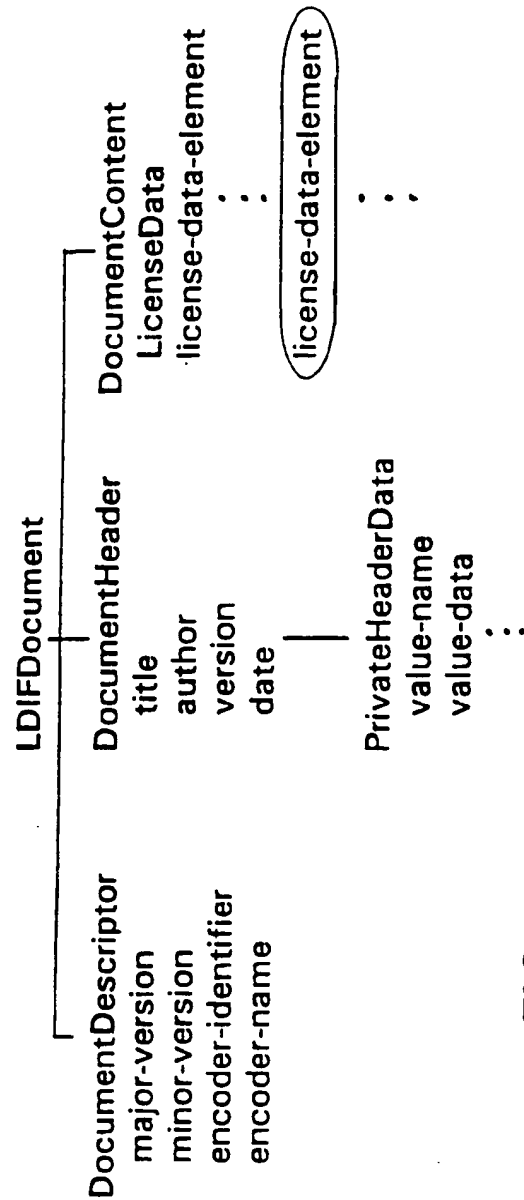 LDIFDocument
DocumentDescriptor
major-version
minor-version
encoder-identifier
encoder-name
DocumentHeader
title
author
version
date
PrivateHeaderData
value-name
value-data
DocumentContent
LicenseData
license-data-element
license-data-element